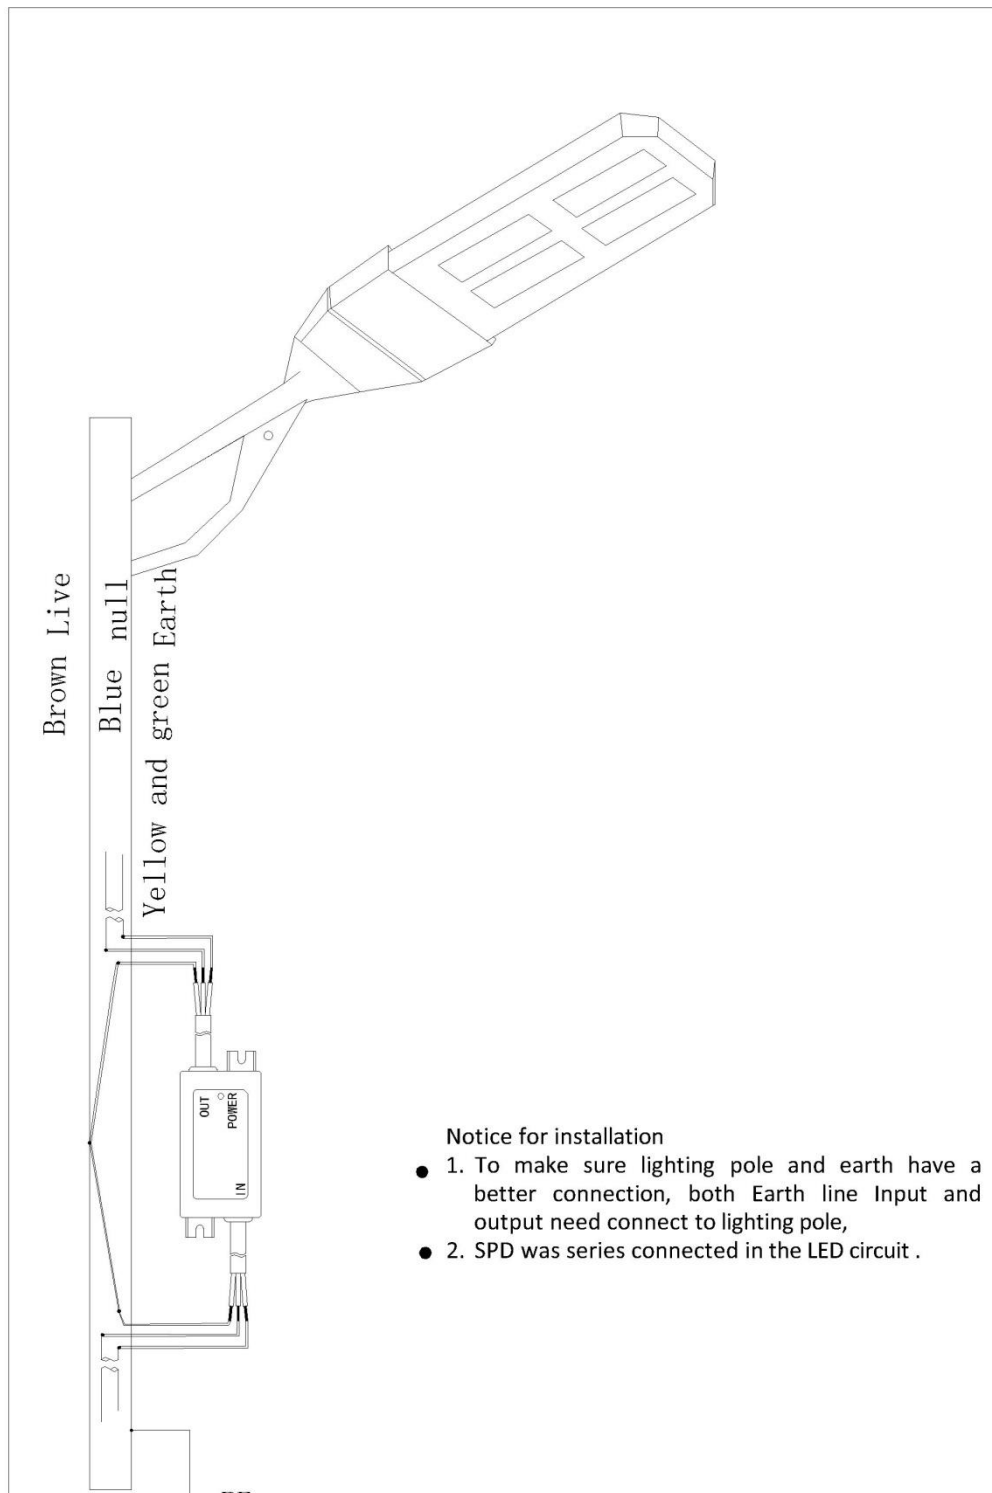 Brown Live
Blue null
Yellow and green Earth
OUT
POWER
IN
Notice for installation
● 1. To make sure lighting pole and earth have a
better connection, both Earth line Input and
output need connect to lighting pole,
● 2. SPD was series connected in the LED circuit .